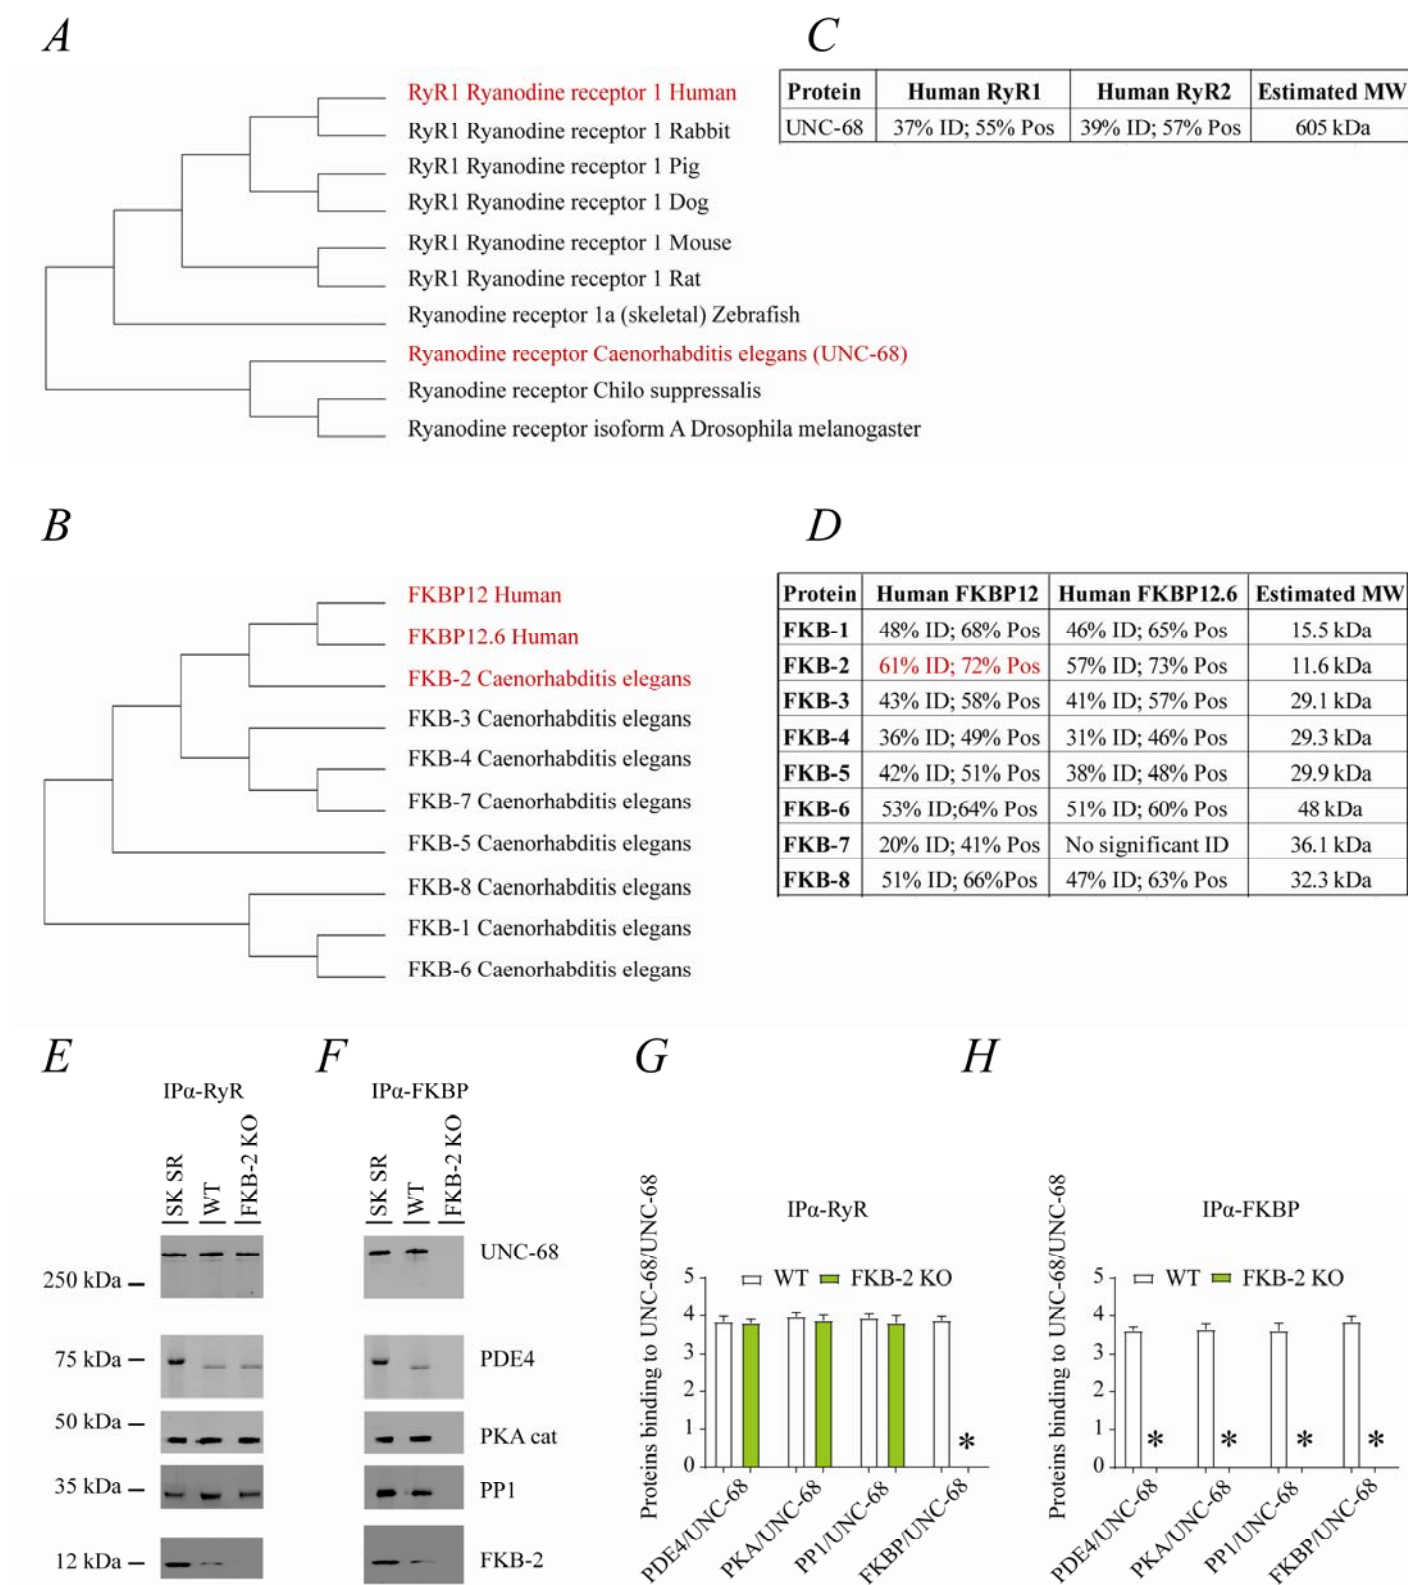 A
RyR1 Ryanodine receptor 1 Human
RyR1 Ryanodine receptor 1 Rabbit
RyR1 Ryanodine receptor 1 Pig
RyR1 Ryanodine receptor 1 Dog
RyR1 Ryanodine receptor 1 Mouse
RyR1 Ryanodine receptor 1 Rat
Ryanodine receptor 1a (skeletal) Zebrafish
Ryanodine receptor Caenorhabditis elegans (UNC-68)
Ryanodine receptor Chilo suppressalis
Ryanodine receptor isoform A Drosophila melanogaster
C
Protein Human RyR1 Human RyR2 Estimated MW
UNC-68 37% ID; 55% Pos 39% ID; 57% Pos 605 kDa
B
FKBP12 Human
FKBP12.6 Human
FKB-2 Caenorhabditis elegans
FKB-3 Caenorhabditis elegans
FKB-4 Caenorhabditis elegans
FKB-7 Caenorhabditis elegans
FKB-5 Caenorhabditis elegans
FKB-8 Caenorhabditis elegans
FKB-1 Caenorhabditis elegans
FKB-6 Caenorhabditis elegans
D
Protein Human FKBP12 Human FKBP12.6 Estimated MW
FKB-1 48% ID; 68% Pos 46% ID; 65% Pos 15.5 kDa
FKB-2 61% ID; 72% Pos 57% ID; 73% Pos 11.6 kDa
FKB-3 43% ID; 58% Pos 41% ID; 57% Pos 29.1 kDa
FKB-4 36% ID; 49% Pos 31% ID; 46% Pos 29.3 kDa
FKB-5 42% ID; 51% Pos 38% ID; 48% Pos 29.9 kDa
FKB-6 53% ID;64% Pos 51% ID; 60% Pos 48 kDa
FKB-7 20% ID; 41% Pos No significant ID 36.1 kDa
FKB-8 51% ID; 66%Pos 47% ID; 63% Pos 32.3 kDa
E
IPα-RyR
SK SR
WT
FKB-2 KO
250 kDa
75 kDa
50 kDa
35 kDa
12 kDa
F
IPα-FKBP
SK SR
WT
FKB-2 KO
UNC-68
PDE4
PKA cat
PP1
FKB-2
G
IPα-RyR
Proteins binding to UNC-68/UNC-68
WT FKB-2 KO
5
4
3
2
1
0
*
PDE4/UNC-68
PKA/UNC-68
PP1/UNC-68
FKBP/UNC-68
H
IPα-FKBP
Proteins binding to UNC-68/UNC-68
WT FKB-2 KO
5
4
3
2
1
0
* * * *
PDE4/UNC-68
PKA/UNC-68
PP1/UNC-68
FKBP/UNC-68